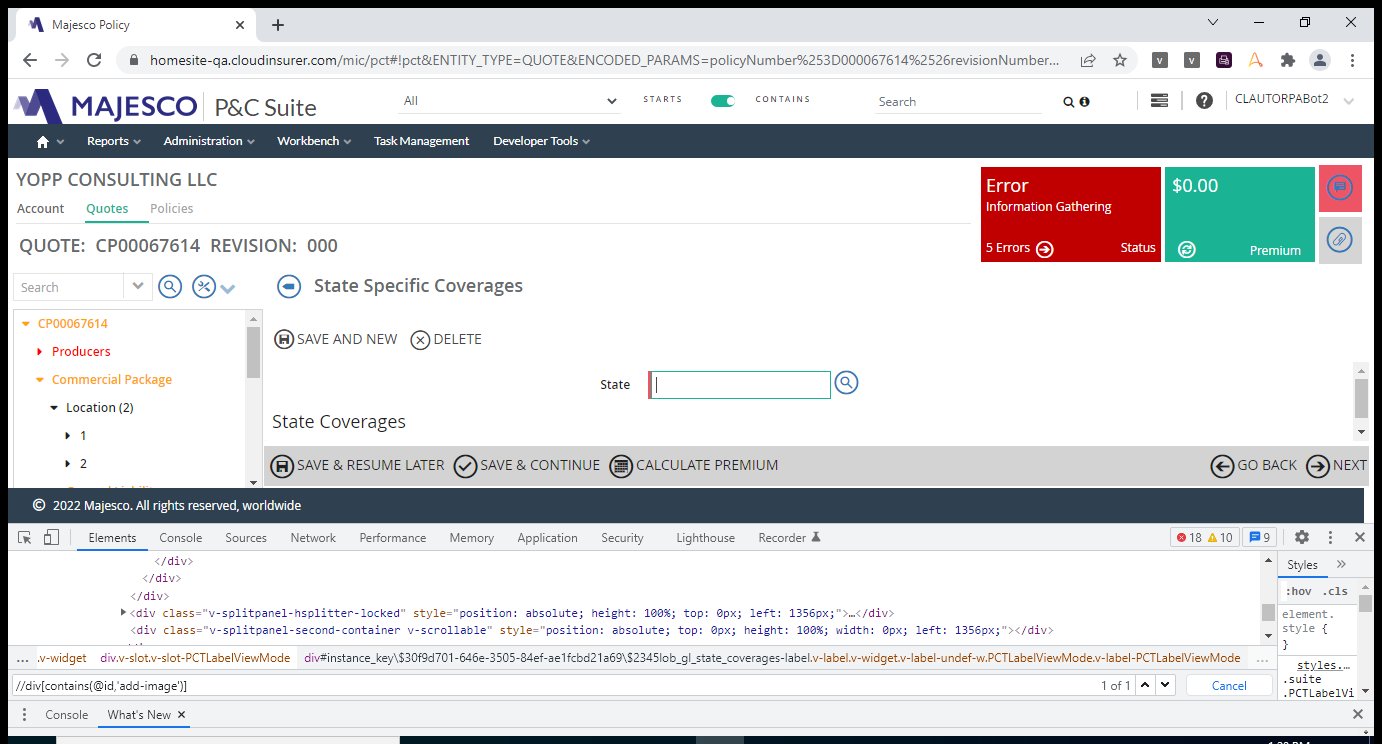 Majesco Policy
homesite-qa.cloudinsurer.com/mic/pct#!pct&ENTITY_TYPE=QUOTE&ENCODED_PARAMS=policyNumber%253D000067614%2526revisionNumber...
MAJESCO P&C Suite All STARTS CONTAINS Search CLAUTORPABot2
Reports Administration Workbench Task Management Developer Tools
YOPP CONSULTING LLC
Account Quotes Policies
QUOTE: CP00067614 REVISION: 000
Error
Information Gathering
5 Errors Status
$0.00
Premium
Search
State Specific Coverages
CP00067614
Producers
Commercial Package
Location (2)
1
2
SAVE AND NEW DELETE
State
State Coverages
SAVE & RESUME LATER SAVE & CONTINUE CALCULATE PREMIUM GO BACK NEXT
© 2022 Majesco. All rights reserved, worldwide
Elements Console Sources Network Performance Memory Application Security Lighthouse Recorder 18 10 9
</div>
</div>
</div>
<div class="v-splitpanel-hsplitter-locked" style="position: absolute; height: 100%; top: 0px; left: 1356px;">…</div>
<div class="v-splitpanel-second-container v-scrollable" style="position: absolute; top: 0px; height: 100%; width: 0px; left: 1356px;"></div>
... .v-widget div.v-slot.v-slot-PCTLabelViewMode div#instance_key\$30f9d701-646e-3505-84ef-ae1fcbd21a69\$2345lob_gl_state_coverages-label.v-label.v-widget.v-label-undef-w.PCTLabelViewMode.v-label-PCTLabelViewMode ...
//div[contains(@id,'add-image')] 1 of 1 Cancel
Styles
:hov .cls
element.
style {
}
styles.…
.suite
.PCTLabelVi
Console What's New